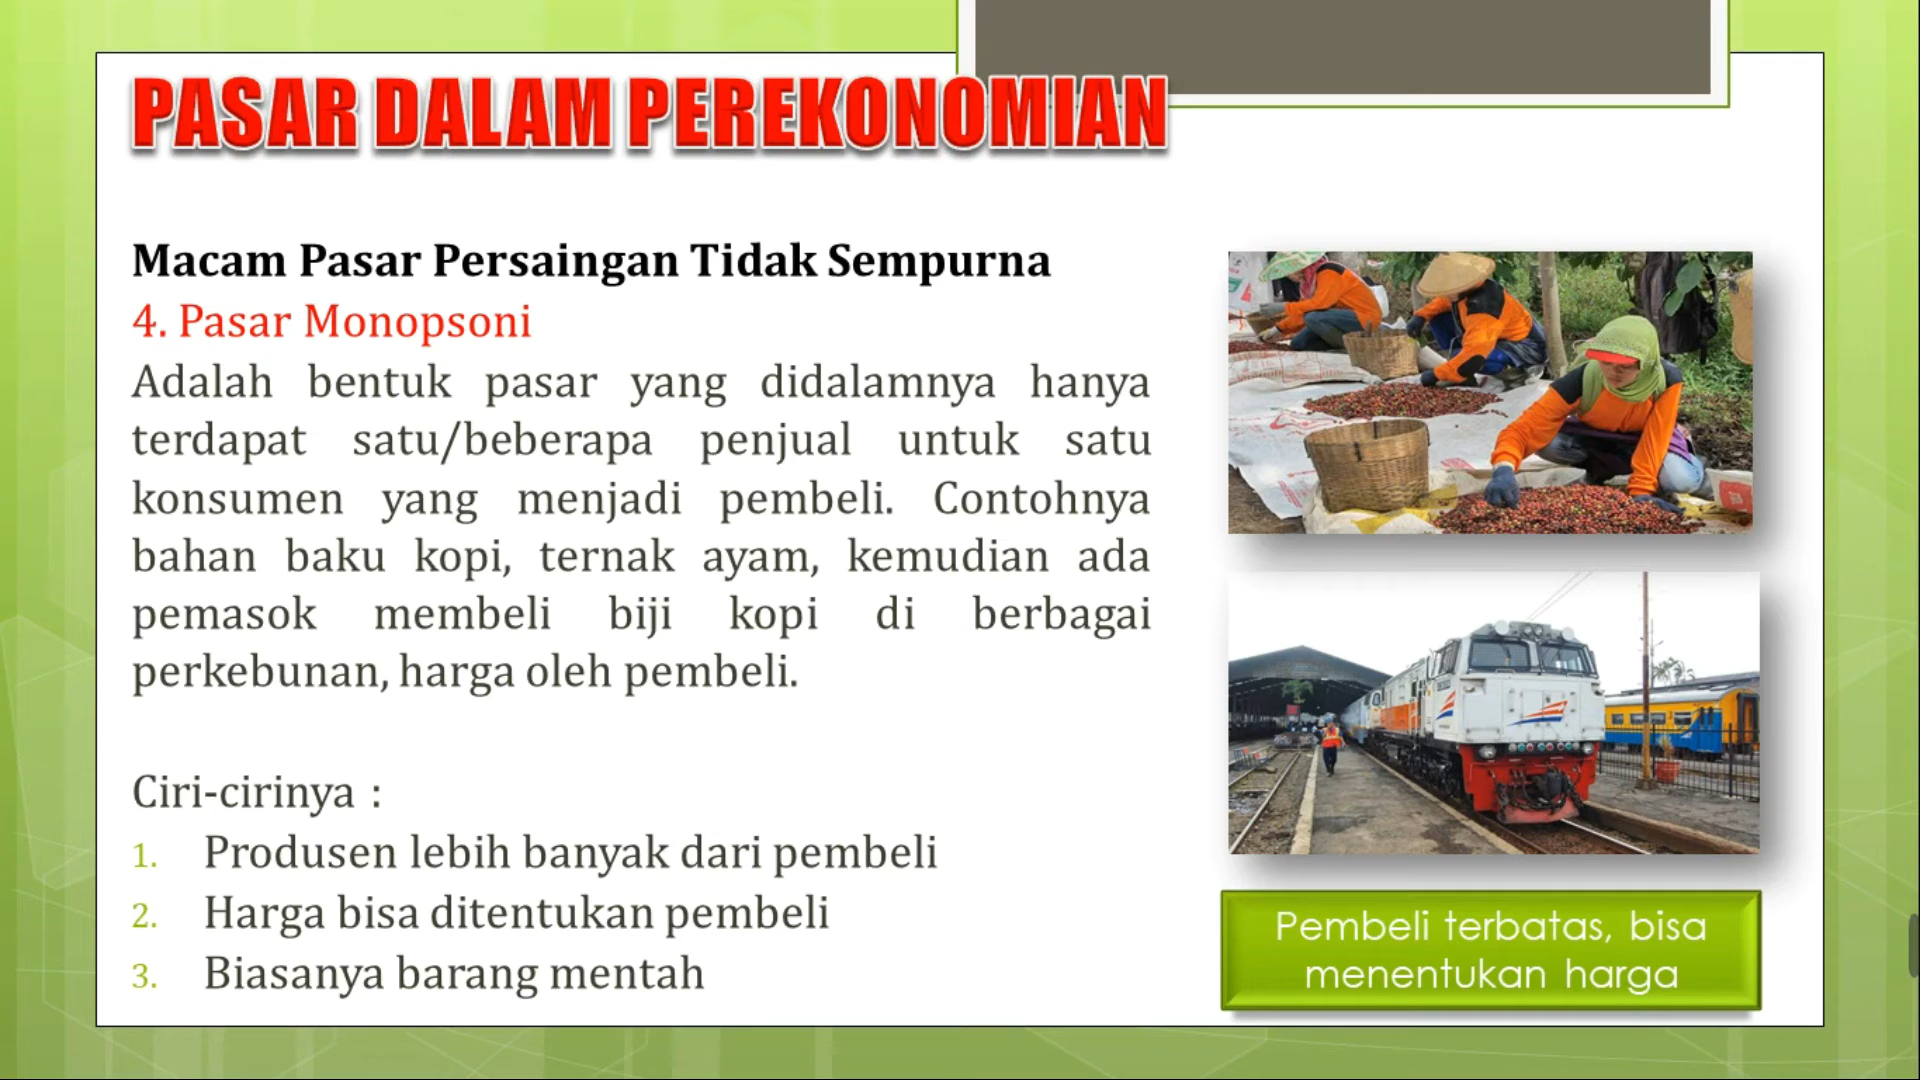 PASAR DALAM PEREKONOMIAN
Macam Pasar Persaingan Tidak Sempurna
4. Pasar Monopsoni
Adalah bentuk pasar yang didalamnya hanya
terdapat satu/beberapa penjual untuk satu
konsumen yang menjadi pembeli. Contohnya
bahan baku kopi, ternak ayam, kemudian ada
pemasok membeli biji kopi di berbagai
perkebunan, harga oleh pembeli.
Ciri-cirinya :
1. Produsen lebih banyak dari pembeli
2. Harga bisa ditentukan pembeli
3. Biasanya barang mentah
Pembeli terbatas, bisa
menentukan harga